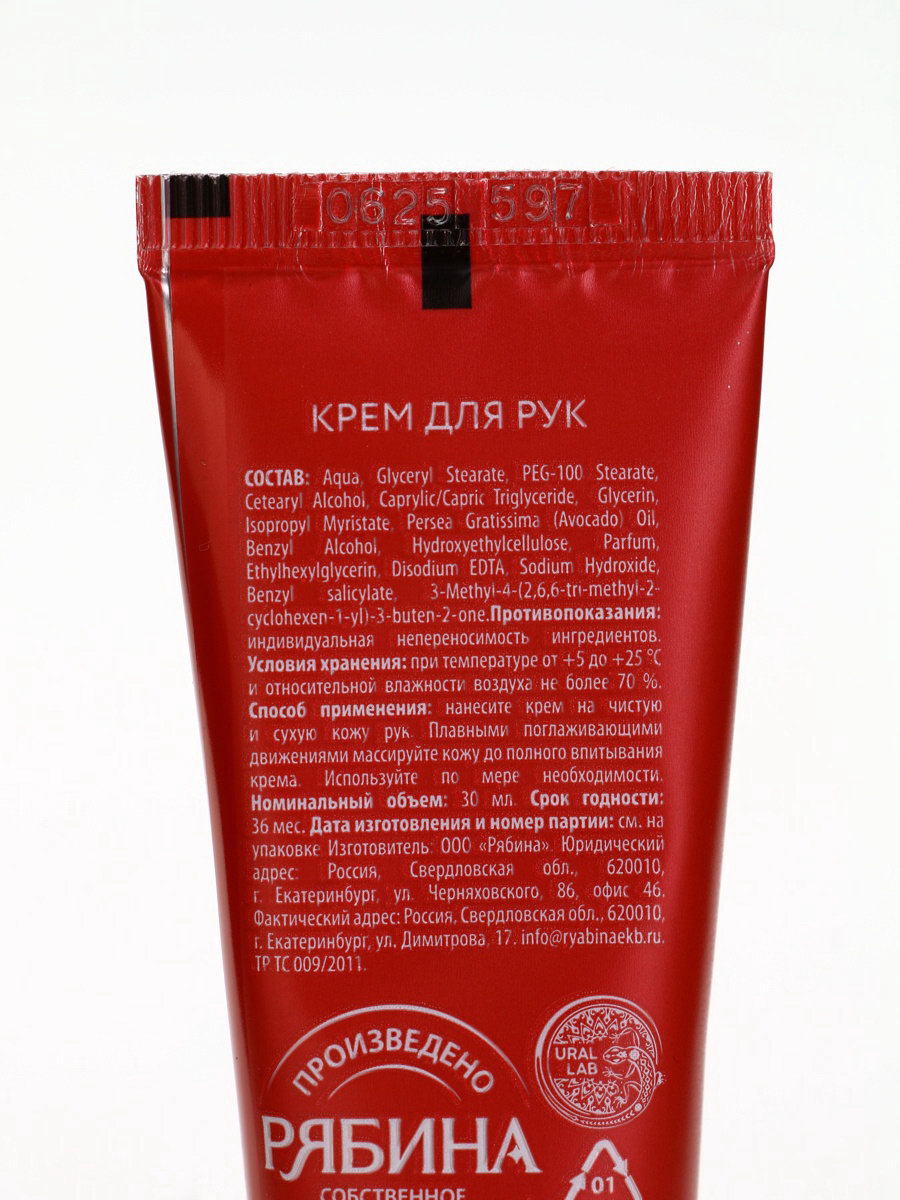 0625 597
КРЕМ ДЛЯ РУК
СОСТАВ: Aqua, Glyceryl Stearate, PEG-100 Stearate,
Cetearyl Alcohol, Caprylic/Capric Triglyceride, Glycerin,
Isopropyl Myristate, Persea Gratissima (Avocado) Oil,
Benzyl Alcohol, Hydroxyethylcellulose, Parfum,
Ethylhexylglycerin, Disodium EDTA, Sodium Hydroxide,
Benzyl salicylate, 3-Methyl-4-(2,6,6-tri-methyl-2-
cyclohexen-1-yl)-3-buten-2-one.Противопоказания:
индивидуальная непереносимость ингредиентов.
Условия хранения: при температуре от +5 до +25 °С
и относительной влажности воздуха не более 70 %.
Способ применения: нанесите крем на чистую
и сухую кожу рук. Плавными поглаживающими
движениями массируйте кожу до полного впитывания
крема. Используйте по мере необходимости.
Номинальный объем: 30 мл. Срок годности:
36 мес. Дата изготовления и номер партии: см. на
упаковке Изготовитель: ООО «Рябина». Юридический
адрес: Россия, Свердловская обл., 620010,
г. Екатеринбург, ул. Черняховского, 86, офис 46.
Фактический адрес: Россия, Свердловская обл., 620010,
г. Екатеринбург, ул. Димитрова, 17. info@ryabinaekb.ru.
ТР ТС 009/2011.
ПРОИЗВЕДЕНО
РЯБИНА
СОБСТВЕННОЕ
URAL
LAB
01